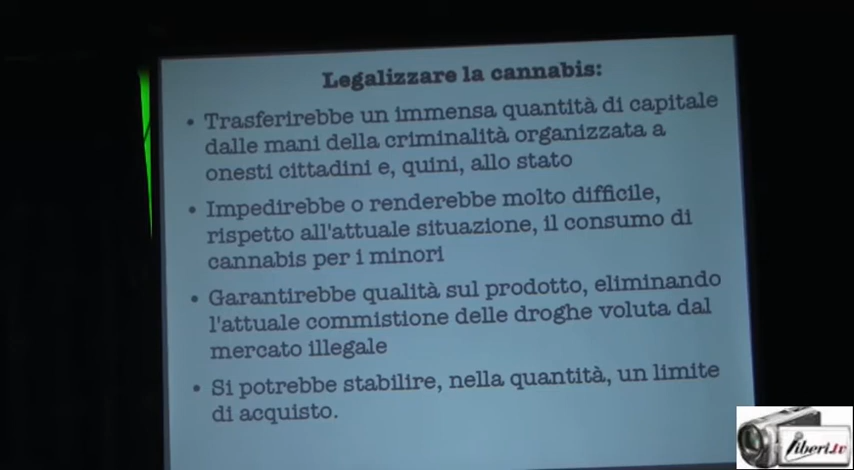 Legalizzare la cannabis:
• Trasferirebbe un immensa quantità di capitale
dalle mani della criminalità organizzata a
onesti cittadini e, quini, allo stato
• Impedirebbe o renderebbe molto difficile,
rispetto all'attuale situazione, il consumo di
cannabis per i minori
• Garantirebbe qualità sul prodotto, eliminando
l'attuale commistione delle droghe voluta dal
mercato illegale
• Si potrebbe stabilire, nella quantità, un limite
di acquisto.
liberi.tv